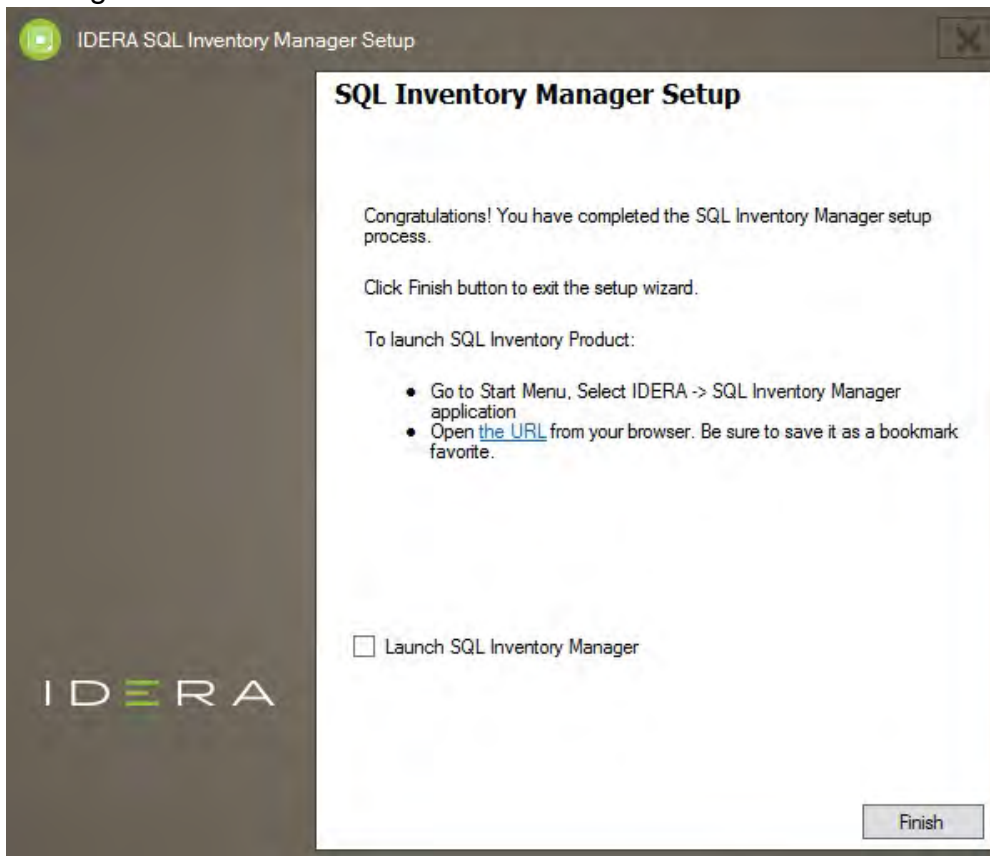 IDERA SQL Inventory Manager Setup
SQL Inventory Manager Setup
Congratulations! You have completed the SQL Inventory Manager setup
process.
Click Finish button to exit the setup wizard.
To launch SQL Inventory Product:
• Go to Start Menu, Select IDERA -> SQL Inventory Manager
application
• Open the URL from your browser. Be sure to save it as a bookmark
favorite.
Launch SQL Inventory Manager
IDERA
Finish